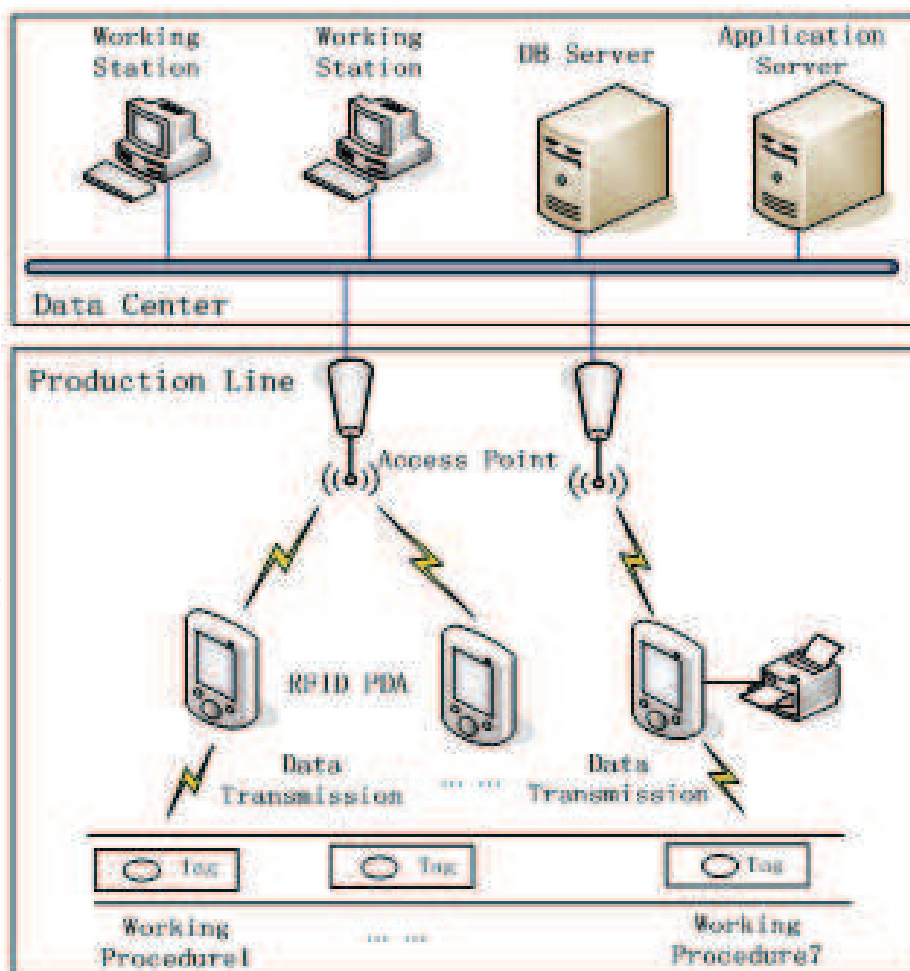 Working
Station
Working
Station
DB Server
Application
Server
Data Center
Production Line
Access Point
RFID PDA
Data
Transmission
... ...
Data
Transmission
Tag
Tag
Tag
Working
Procedure1
... ...
Working
Procedure7